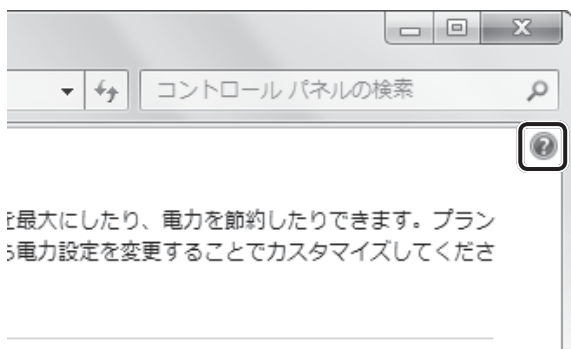 コントロール パネルの検索
を最大にしたり、電力を節約したりできます。プラン
ら電力設定を変更することでカスタマイズしてくださ